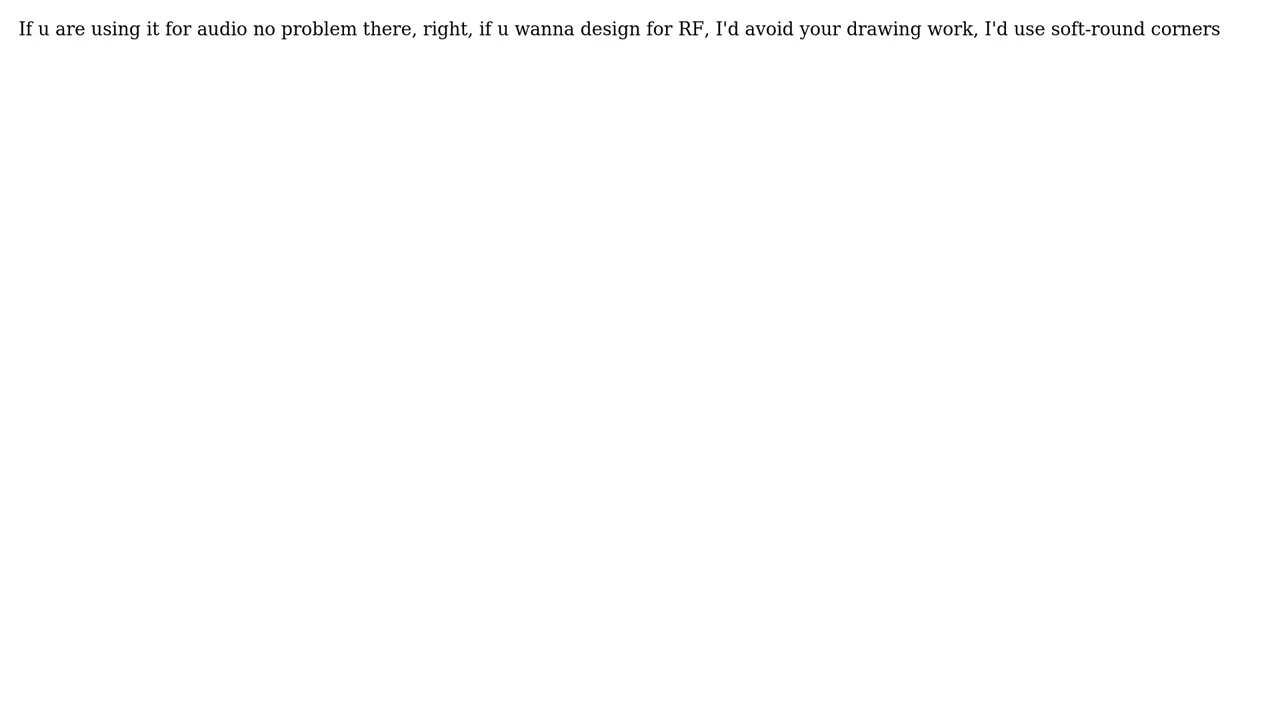 If u are using it for audio no problem there, right, if u wanna design for RF, I'd avoid your drawing work, I'd use soft-round corners